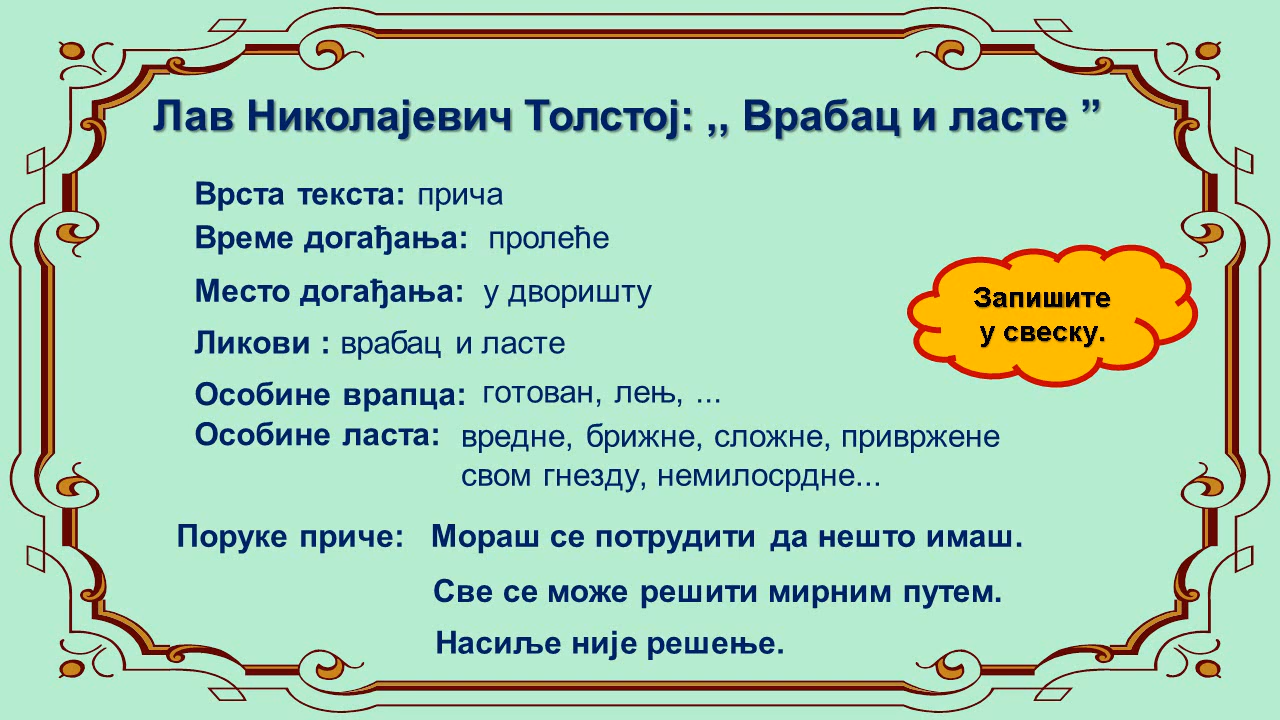 Лав Николајевич Толстој: ,, Врабац и ласте ”
Врста текста: прича
Време догађања: пролеће
Место догађања: у дворишту
Запишите
у свеску.
Ликови : врабац и ласте
Особине врапца: готован, лењ, ...
Особине ласта: вредне, брижне, сложне, привржене
свом гнезду, немилосрдне...
Поруке приче: Мораш се потрудити да нешто имаш.
Све се може решити мирним путем.
Насиље није решење.